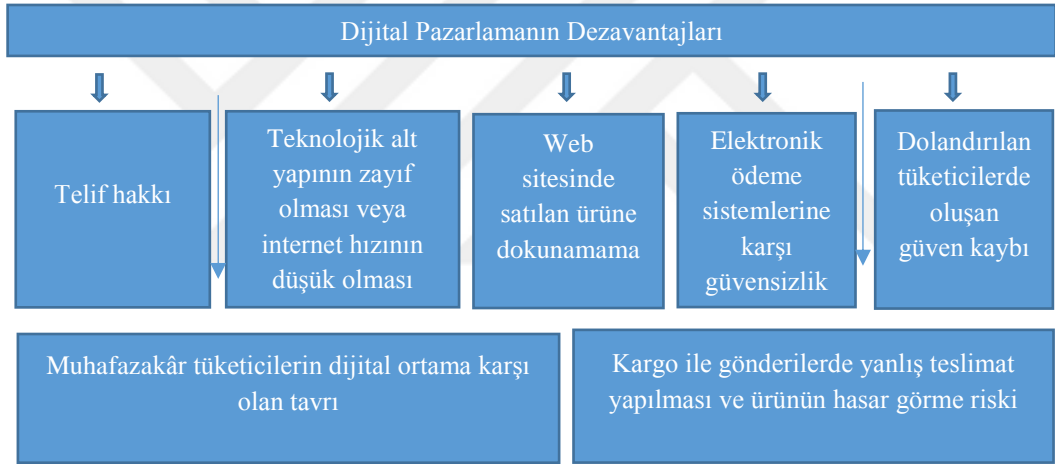 Dijital Pazarlamanın Dezavantajları
Telif hakkı
Teknolojik alt
yapının zayıf
olması veya
internet hızının
düşük olması
Web
sitesinde
satılan ürüne
dokunamama
Elektronik
ödeme
sistemlerine
karşı
güvensizlik
Dolandırılan
tüketicilerde
oluşan
güven kaybı
Muhafazakâr tüketicilerin dijital ortama karşı
olan tavrı
Kargo ile gönderilerde yanlış teslimat
yapılması ve ürünün hasar görme riski